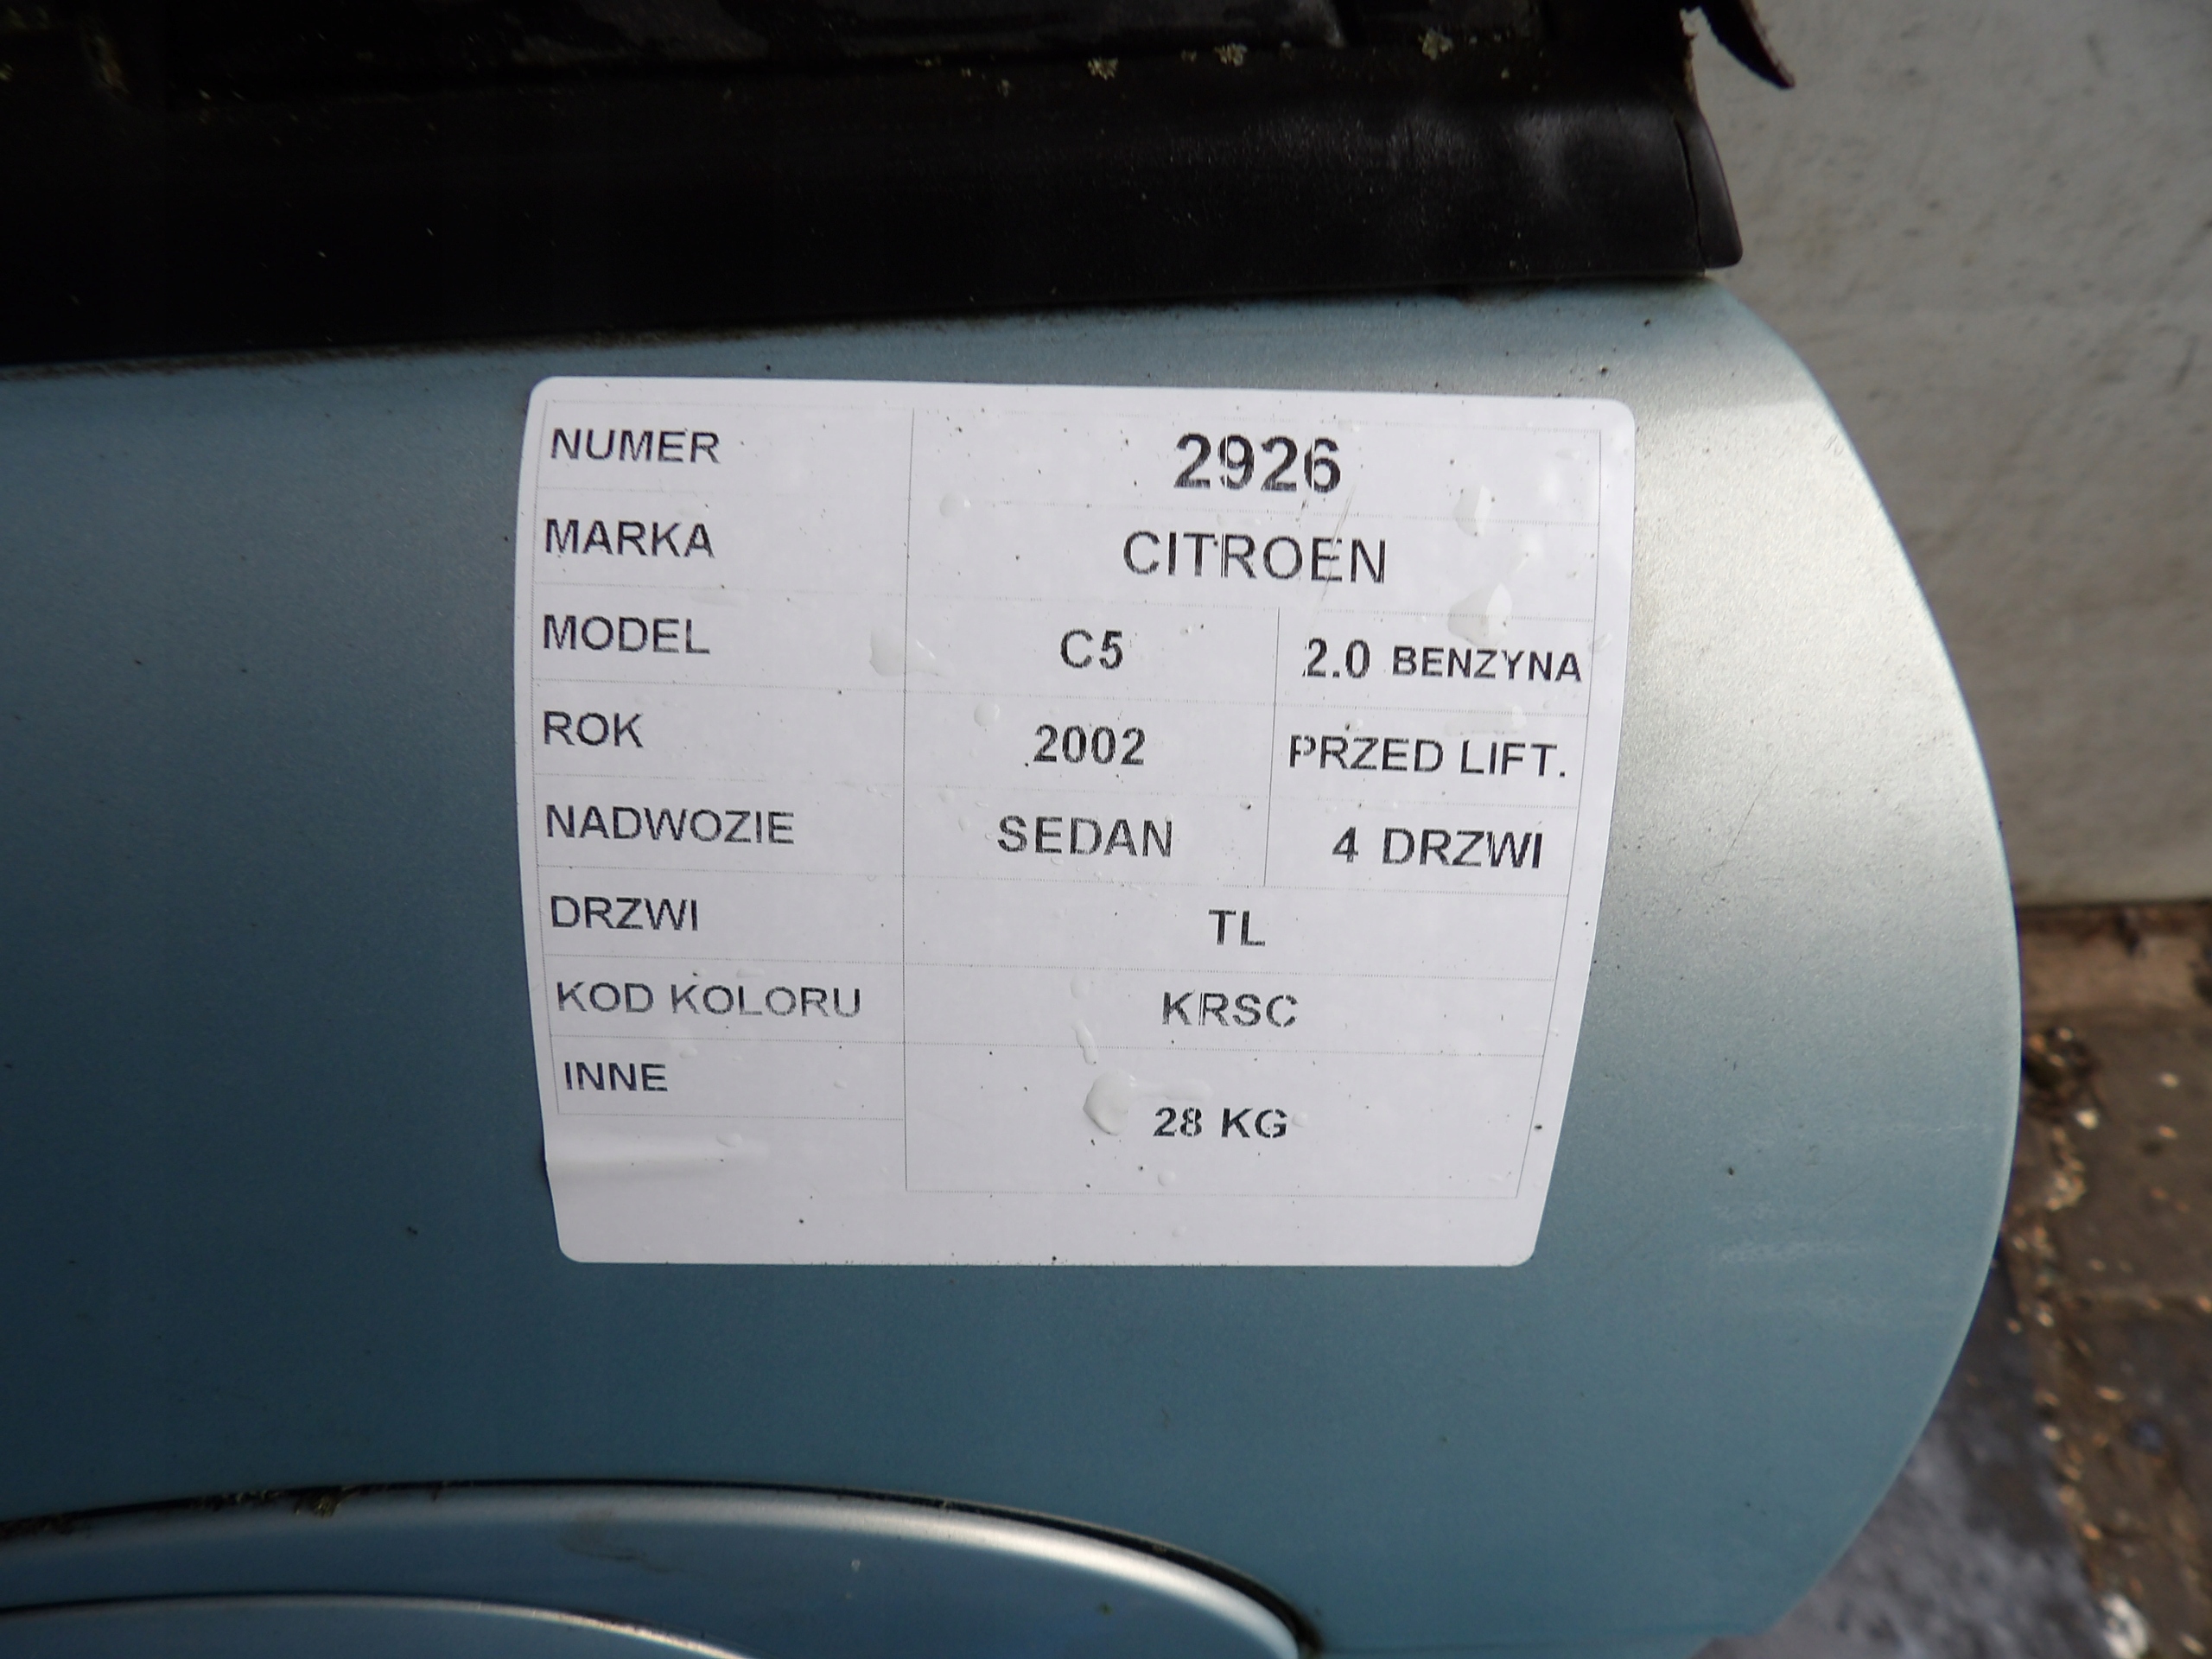 NUMER 2926
MARKA CITROEN
MODEL C5 2.0 BENZYNA
ROK 2002 PRZED LIFT.
NADWOZIE SEDAN 4 DRZWI
DRZWI TL
KOD KOLORU KRSC
INNE 28 KG